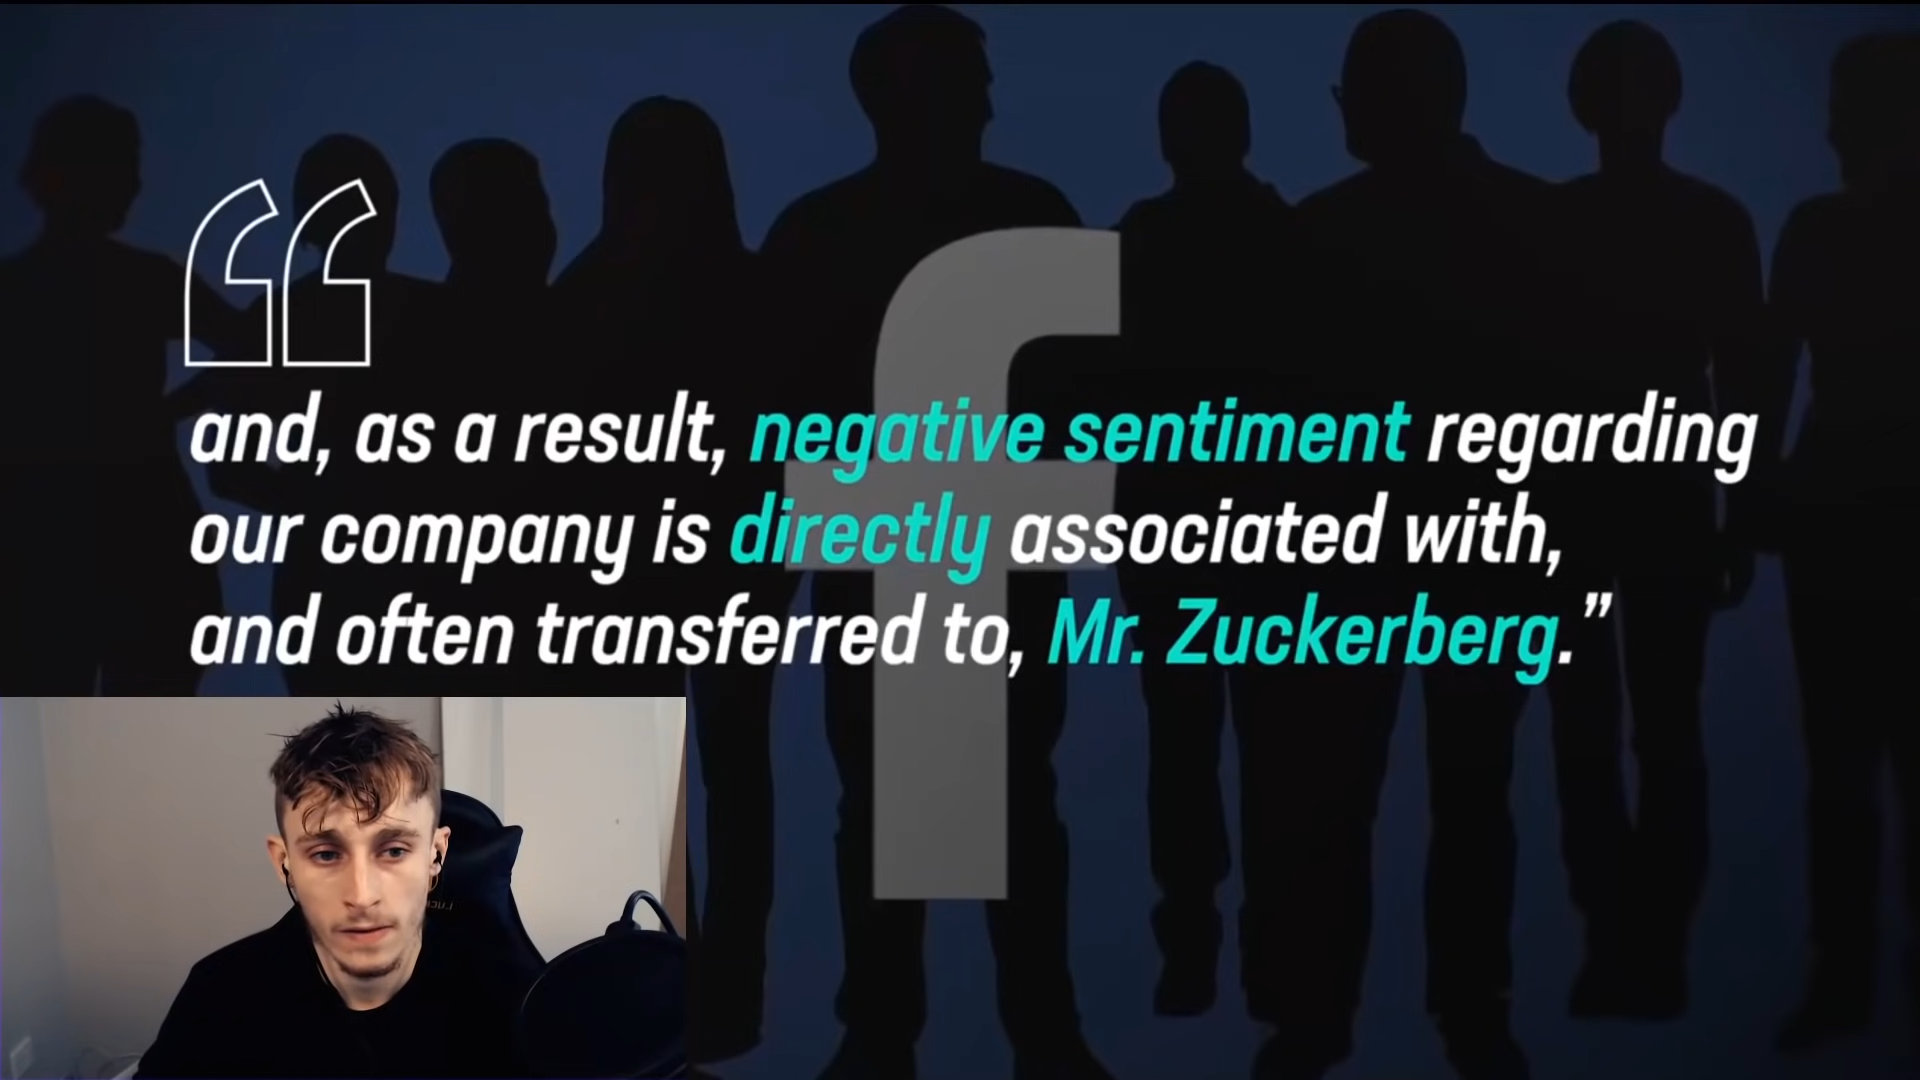 “
and, as a result, negative sentiment regarding
our company is directly associated with,
and often transferred to, Mr. Zuckerberg.”
f